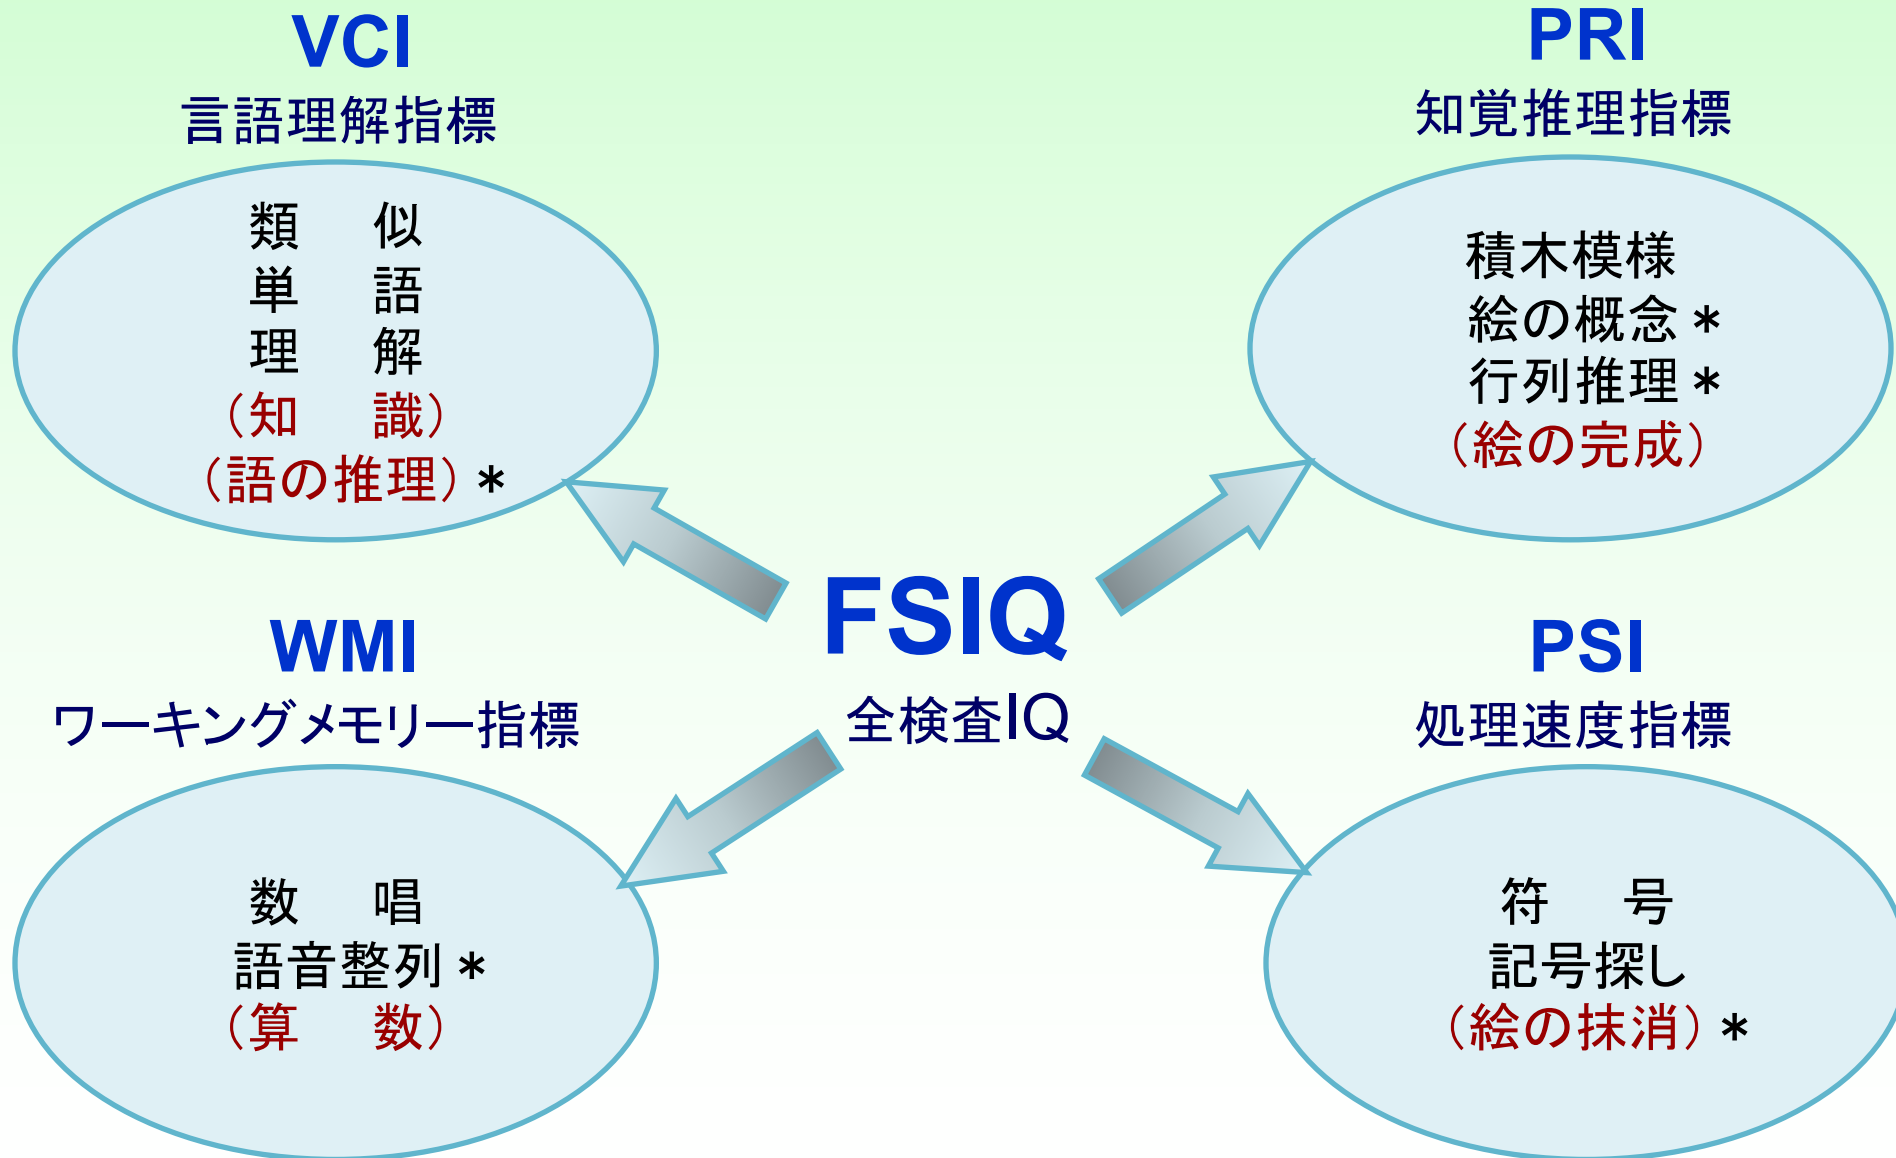 VCI
言語理解指標
類 似
単 語
理 解
（知 識）
（語の推理）*
PRI
知覚推理指標
積木模様
絵の概念*
行列推理*
（絵の完成）
FSIQ
全検査IQ
WMI
ワーキングメモリー指標
数 唱
語音整列*
（算 数）
PSI
処理速度指標
符 号
記号探し
（絵の抹消）*